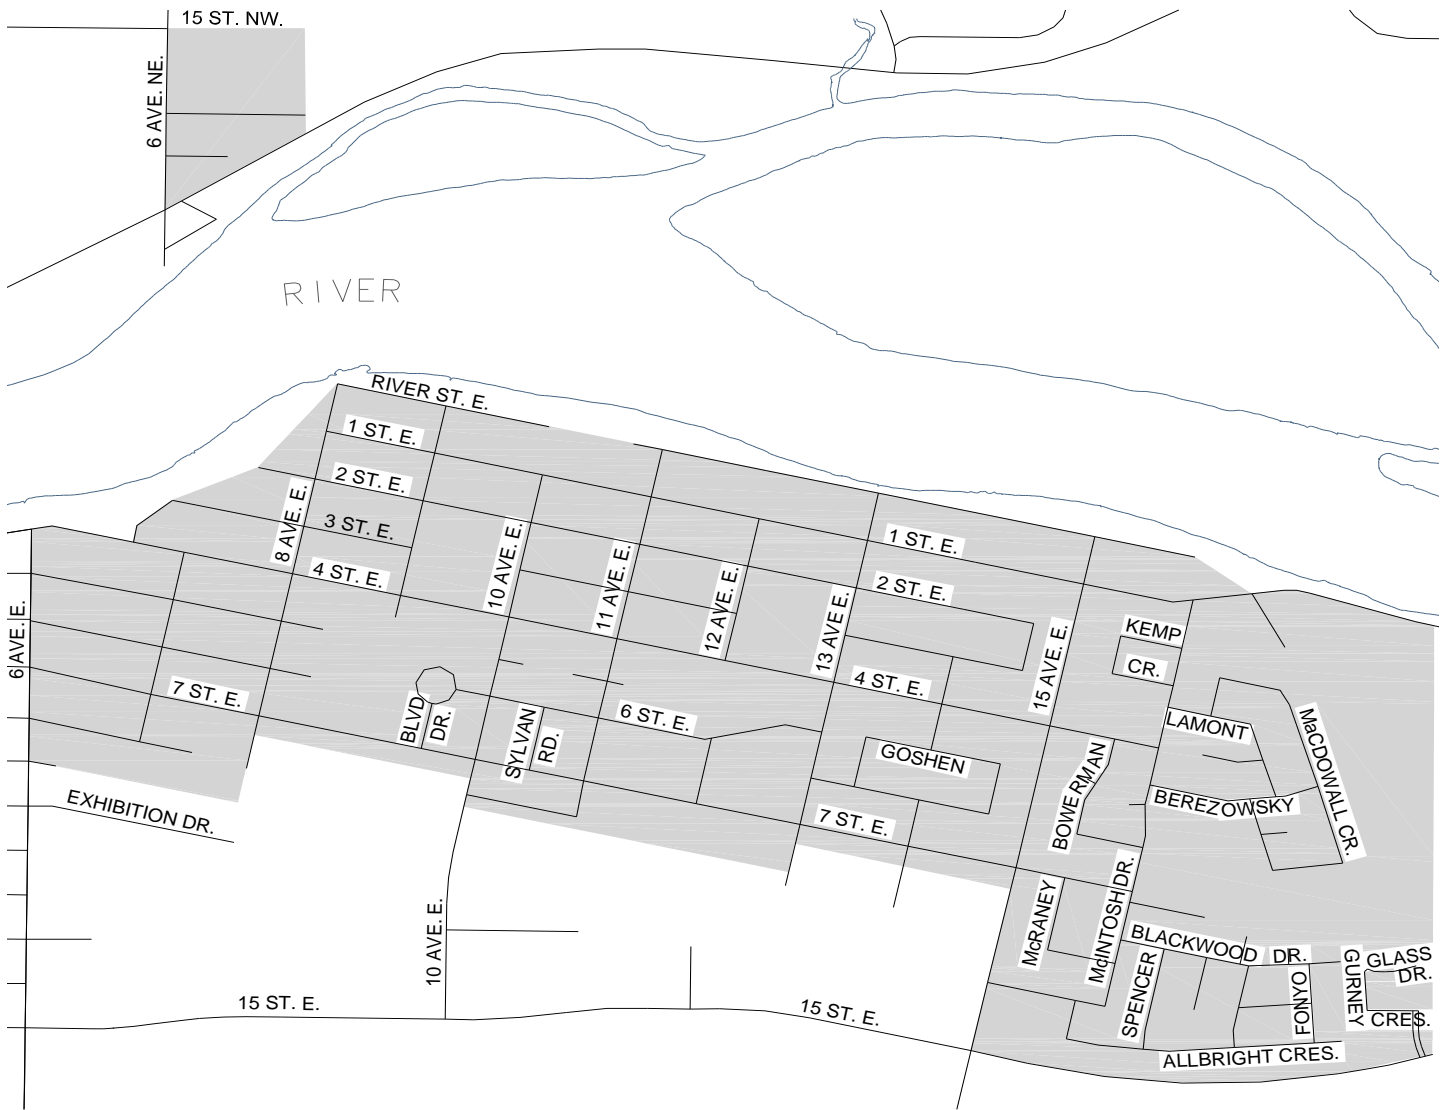 15 ST. NW.
6 AVE. NE.
RIVER
RIVER ST. E.
1 ST. E.
2 ST. E.
8 AVE. E.
3 ST. E.
4 ST. E.
10 AVE. E.
11 AVE. E.
12 AVE. E.
13 AVE E.
1 ST. E.
2 ST. E.
15 AVE. E.
KEMP
CR.
6 AVE. E.
7 ST. E.
BLVD
DR.
SYLVAN
RD.
6 ST. E.
4 ST. E.
GOSHEN
LAMONT
MaCDOWALL CR.
BOWERMAN
BEREZOWSKY
EXHIBITION DR.
7 ST. E.
McRANEY
McINTOSH DR.
10 AVE. E.
BLACKWOOD DR.
SPENCER
FONYO
GURNEY
CRES.
GLASS
DR.
15 ST. E.
15 ST. E.
ALLBRIGHT CRES.